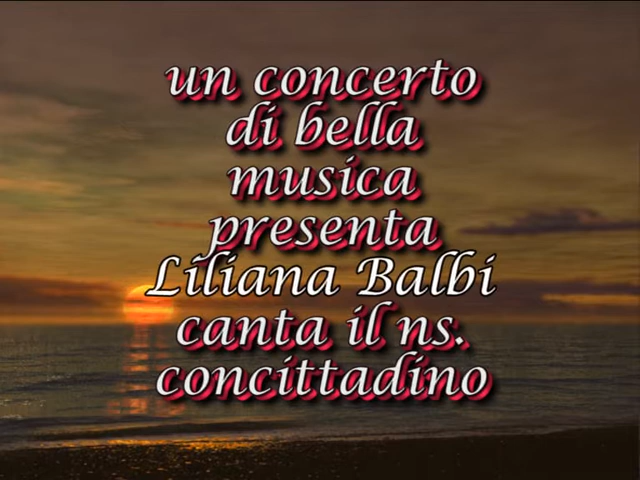 un concerto
di bella
musica
presenta
Liliana Balbi
canta il ns.
concittadino